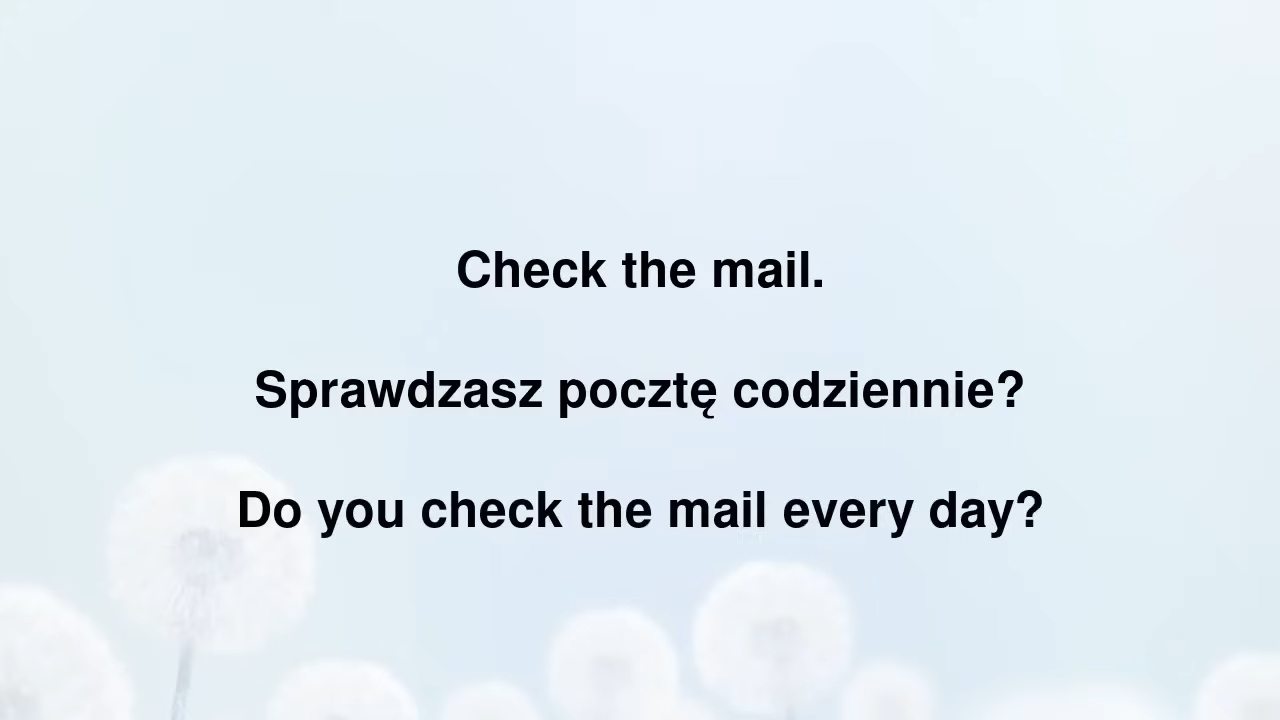 Check the mail.
Sprawdzasz pocztę codziennie?
Do you check the mail every day?